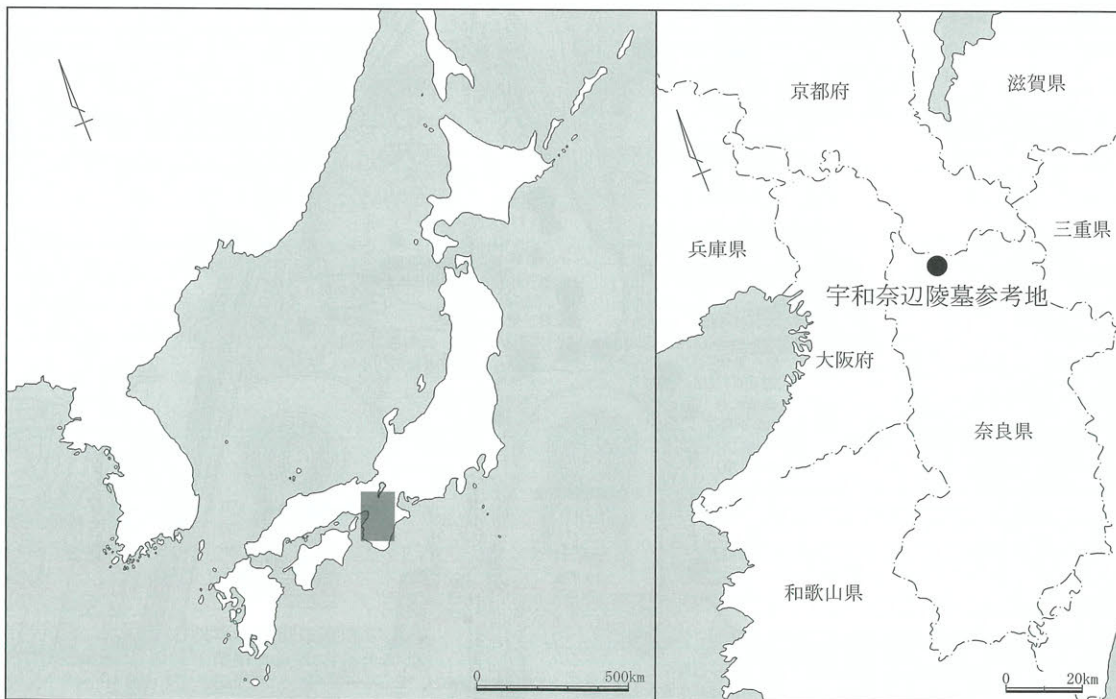 京都府
滋賀県
兵庫県
三重県
宇和奈辺陵墓参考地
大阪府
奈良県
和歌山県
0 500km
0 20km